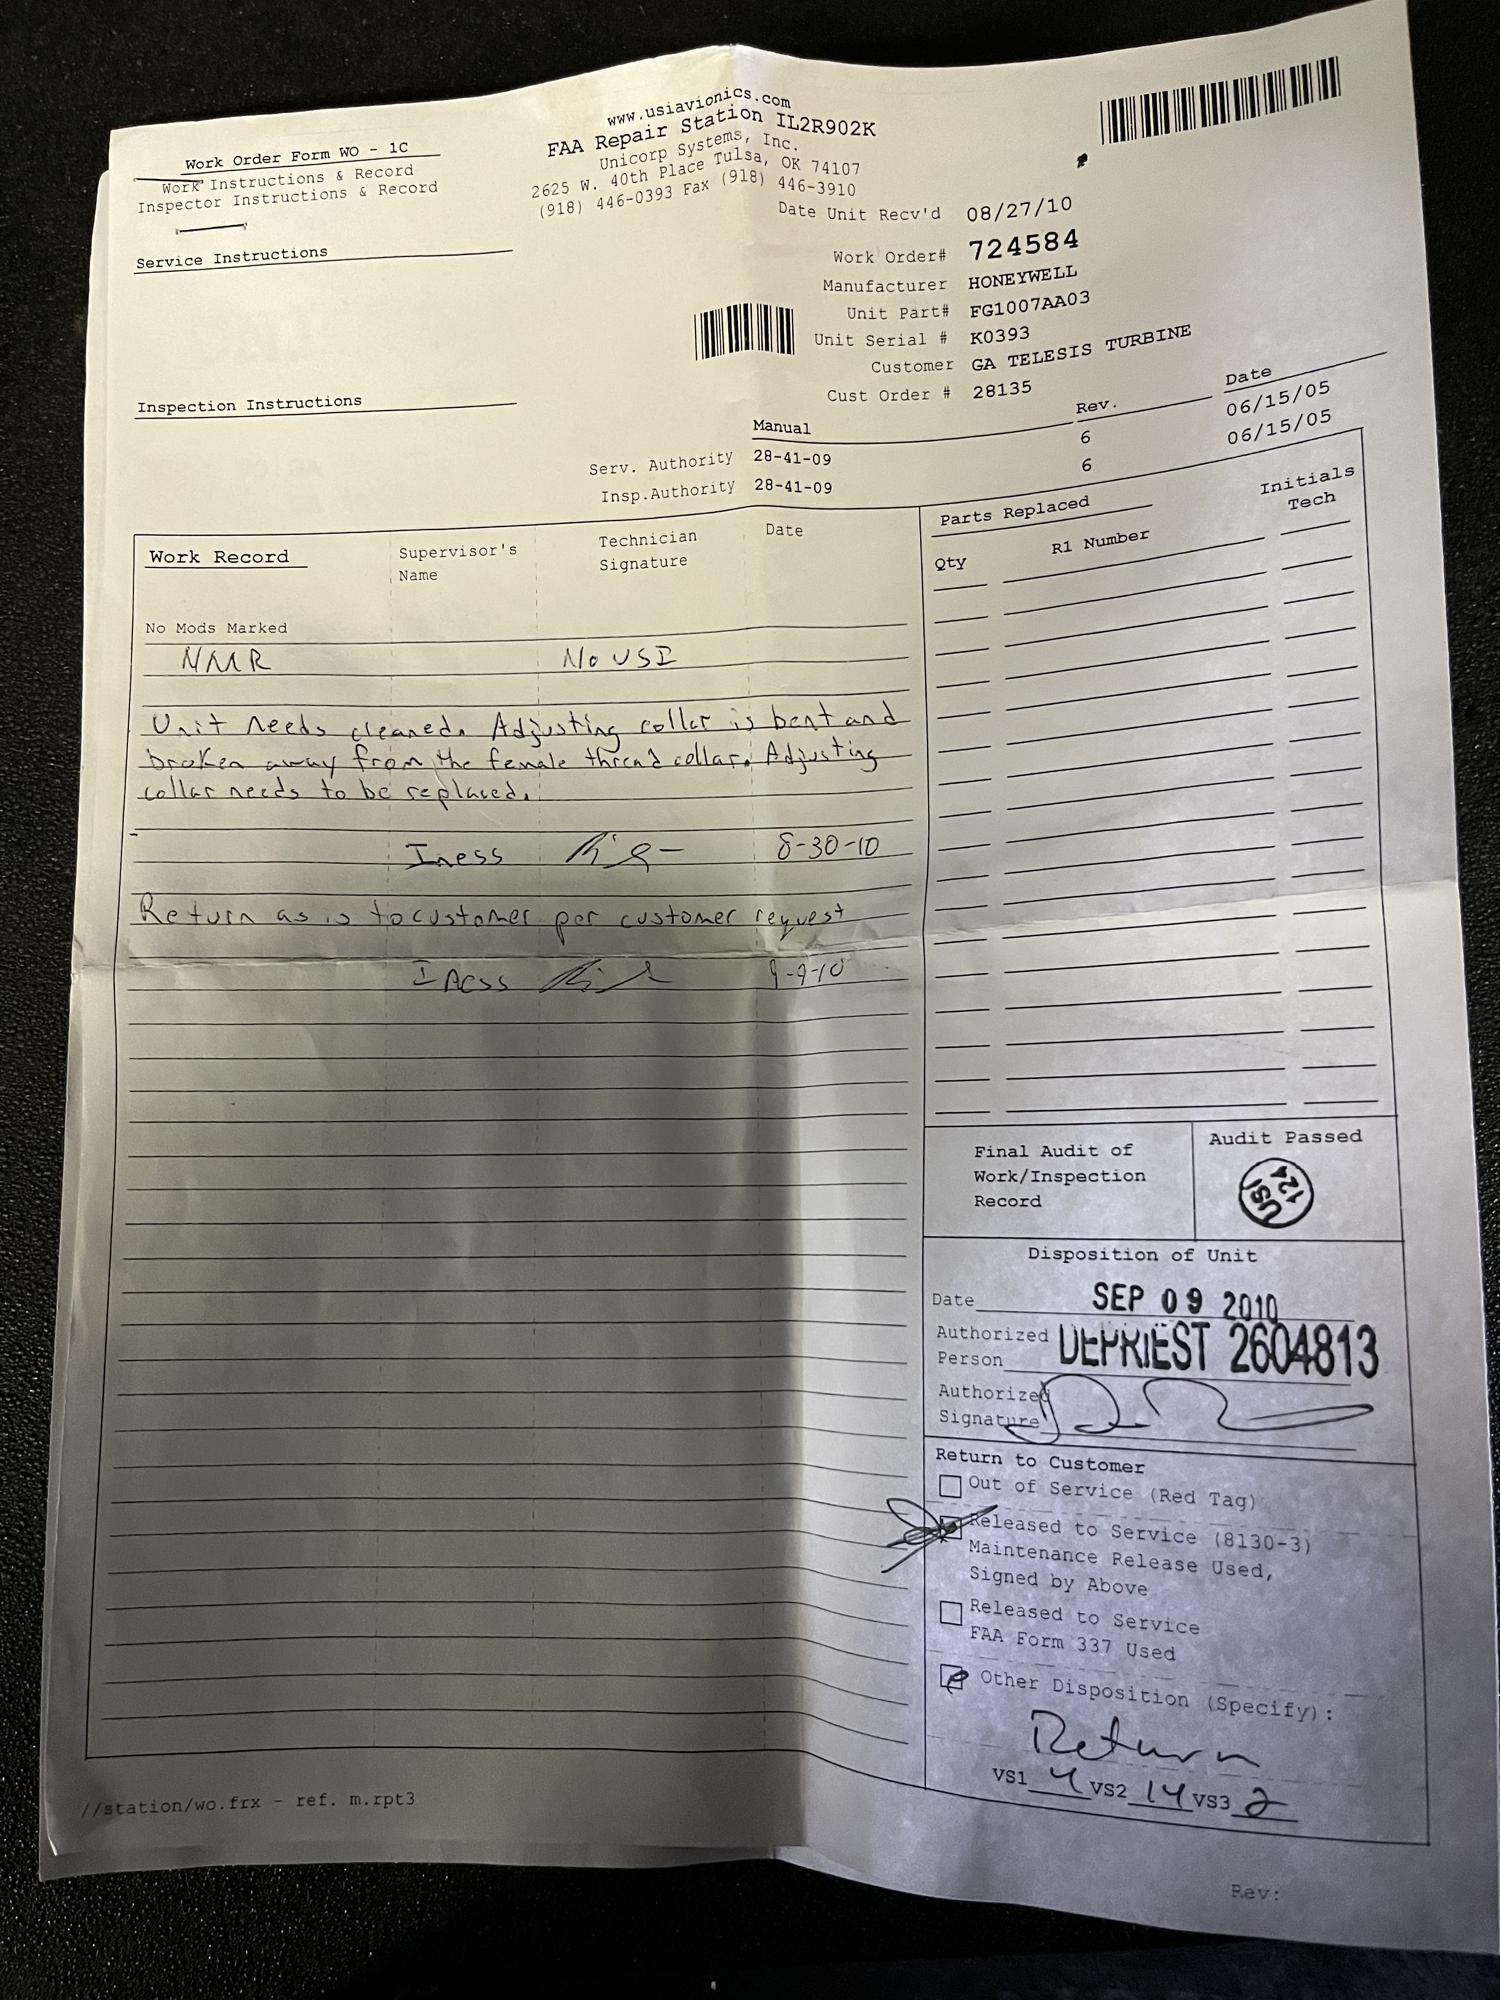 www.usiavionics.com
FAA Repair Station IL2R902K
Unicorp Systems, Inc.
2625 W. 40th Place Tulsa, OK 74107
(918) 446-0393 Fax (918) 446-3910
Work Order Form WO - 1C
Work Instructions & Record
Inspector Instructions & Record
Service Instructions
Inspection Instructions
Date Unit Recv'd 08/27/10
Work Order# 724584
Manufacturer HONEYWELL
Unit Part# FG1007AA03
Unit Serial # K0393
Customer GA TELESIS TURBINE
Cust Order # 28135
Manual Rev. Date
Serv. Authority 28-41-09 6 06/15/05
Insp.Authority 28-41-09 6 06/15/05
Work Record
Supervisor's
Name
Technician
Signature
Date
No Mods Marked
NMR No USI
Unit needs cleaned. Adjusting collar is bent and
broken away from the female thread collar. Adjusting
collar needs to be replaced.
Iness 8-30-10
Return as is to customer per customer request
9-9-10
Parts Replaced
Initials
Tech
Qty R1 Number
Final Audit of
Work/Inspection
Record
Audit Passed
USI
124
Disposition of Unit
Date SEP 09 2010
Authorized
Person DEPRIEST 2604813
Authorized
Signature
Return to Customer
Out of Service (Red Tag)
Released to Service (8130-3)
Maintenance Release Used,
Signed by Above
Released to Service
FAA Form 337 Used
Other Disposition (Specify):
Return
VS1 4 VS2 14 VS3 2
//station/wo.frx - ref. m.rpt3
Rev: